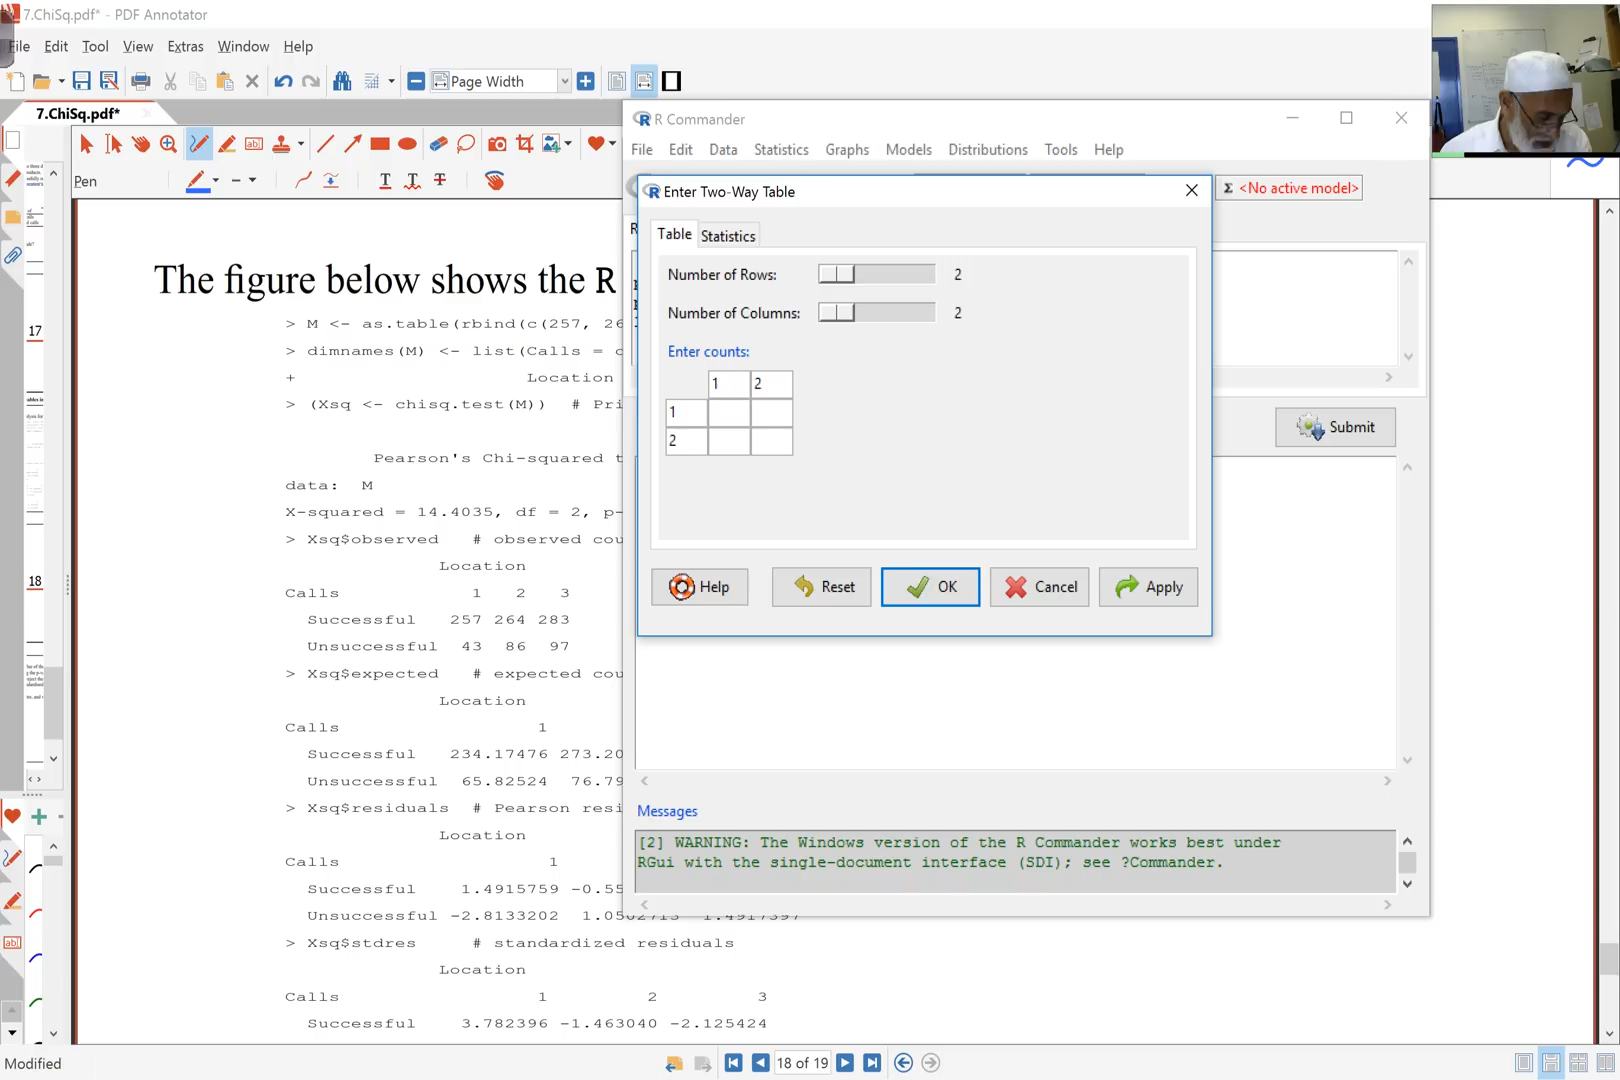 7.ChiSq.pdf* - PDF Annotator
File Edit Tool View Extras Window Help
Page Width
7.ChiSq.pdf*
Pen
17
18
The figure below shows the R
> M <- as.table(rbind(c(257, 26
> dimnames(M) <- list(Calls = c
+ Location
> (Xsq <- chisq.test(M)) # Pri
Pearson's Chi-squared t
data: M
X-squared = 14.4035, df = 2, p-
> Xsq$observed # observed cou
Location
Calls 1 2 3
Successful 257 264 283
Unsuccessful 43 86 97
> Xsq$expected # expected cou
Location
Calls 1
Successful 234.17476 273.20
Unsuccessful 65.82524 76.79
> Xsq$residuals # Pearson resi
Location
Calls 1
Successful 1.4915759 -0.55
Unsuccessful -2.8133202 1.0502713 1.4917397
> Xsq$stdres # standardized residuals
Location
Calls 1 2 3
Successful 3.782396 -1.463040 -2.125424
R Commander
File Edit Data Statistics Graphs Models Distributions Tools Help
Σ <No active model>
Enter Two-Way Table
Table Statistics
Number of Rows: 2
Number of Columns: 2
Enter counts:
1 2
1
2
Help Reset OK Cancel Apply
Submit
Messages
[2] WARNING: The Windows version of the R Commander works best under
RGui with the single-document interface (SDI); see ?Commander.
Modified
18 of 19